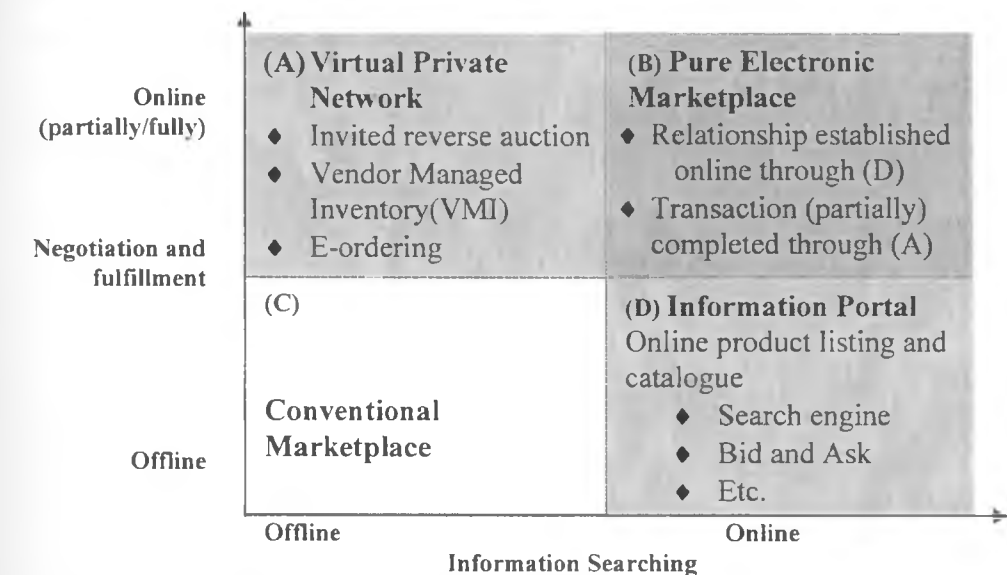 Online
(partially/fully)
Negotiation and
fulfillment
Offline
(A) Virtual Private
Network
♦ Invited reverse auction
♦ Vendor Managed
Inventory(VMI)
♦ E-ordering
(B) Pure Electronic
Marketplace
♦ Relationship established
online through (D)
♦ Transaction (partially)
completed through (A)
(C)
Conventional
Marketplace
(D) Information Portal
Online product listing and
catalogue
♦ Search engine
♦ Bid and Ask
♦ Etc.
Offline
Online
Information Searching